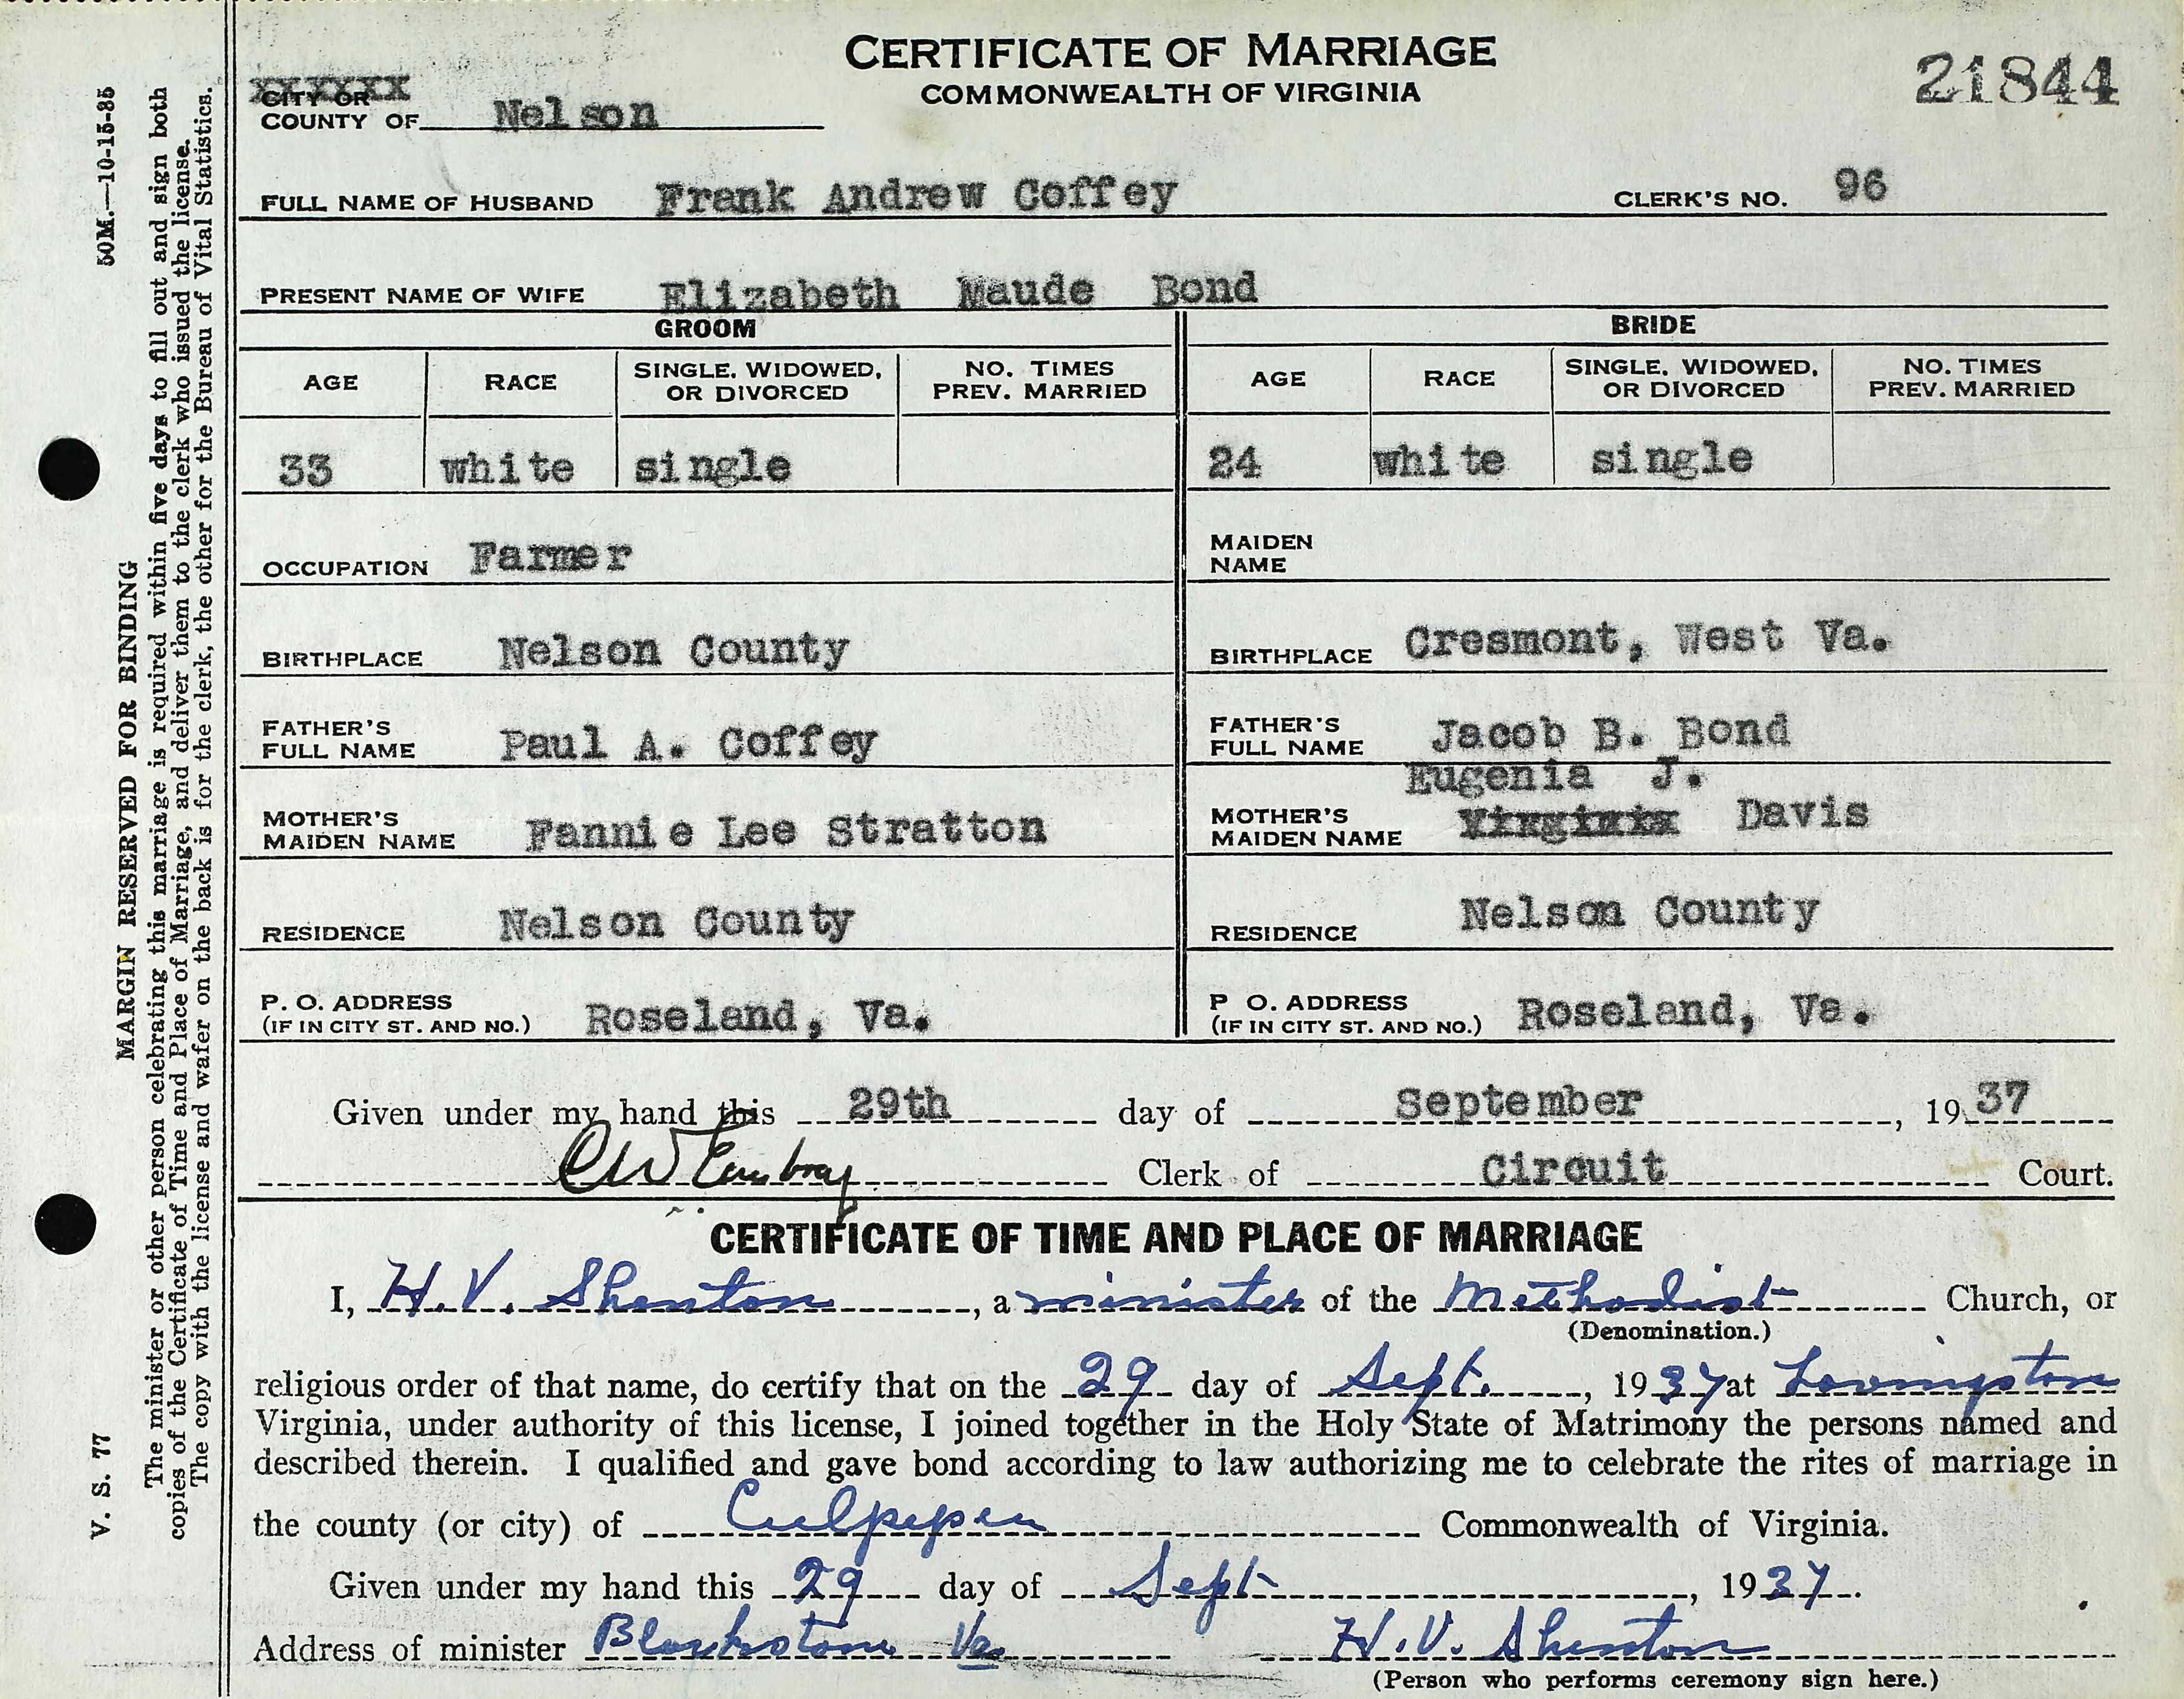 CERTIFICATE OF MARRIAGE
COMMONWEALTH OF VIRGINIA
21844
CITY OR
COUNTY OF Nelson
FULL NAME OF HUSBAND Frank Andrew Coffey CLERK'S NO. 96
PRESENT NAME OF WIFE Elizabeth Maude Bond
GROOM BRIDE
AGE RACE SINGLE, WIDOWED, OR DIVORCED NO. TIMES PREV. MARRIED AGE RACE SINGLE, WIDOWED, OR DIVORCED NO. TIMES PREV. MARRIED
33 white single 24 white single
OCCUPATION Farmer MAIDEN NAME
BIRTHPLACE Nelson County BIRTHPLACE Cresmont, West Va.
FATHER'S FULL NAME Paul A. Coffey FATHER'S FULL NAME Jacob B. Bond
Eugenia J.
MOTHER'S MAIDEN NAME Fannie Lee Stratton MOTHER'S MAIDEN NAME Virginia Davis
RESIDENCE Nelson County RESIDENCE Nelson County
P. O. ADDRESS (IF IN CITY ST. AND NO.) Roseland, Va. P O. ADDRESS (IF IN CITY ST. AND NO.) Roseland, Va.
Given under my hand this 29th day of September, 1937
Clerk of Circuit Court.
CERTIFICATE OF TIME AND PLACE OF MARRIAGE
I, H. V. Shenton, a minister of the Methodist Church, or
(Denomination.)
religious order of that name, do certify that on the 29 day of Sept., 1937 at Lovingston
Virginia, under authority of this license, I joined together in the Holy State of Matrimony the persons named and
described therein. I qualified and gave bond according to law authorizing me to celebrate the rites of marriage in
the county (or city) of Culpeper Commonwealth of Virginia.
Given under my hand this 29 day of Sept, 1937.
Address of minister Blackstone Va H. V. Shenton
(Person who performs ceremony sign here.)
V. S. 77 MARGIN RESERVED FOR BINDING 50M.—10-15-35
The minister or other person celebrating this marriage is required within five days to fill out and sign both
copies of the Certificate of Time and Place of Marriage, and deliver them to the clerk who issued the license.
The copy with the license and wafer on the back is for the clerk, the other for the Bureau of Vital Statistics.